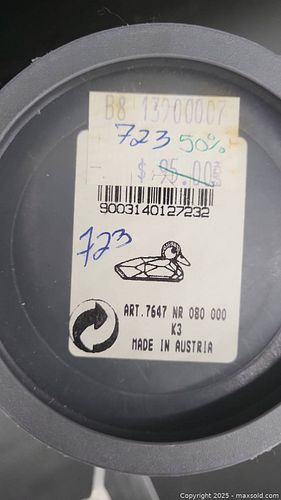 B8 13900007
723 50%
$ 95.00
9003140127232
723
ART.7647 NR 080 000
K3
MADE IN AUSTRIA
Copyright 2025 - maxsold.com